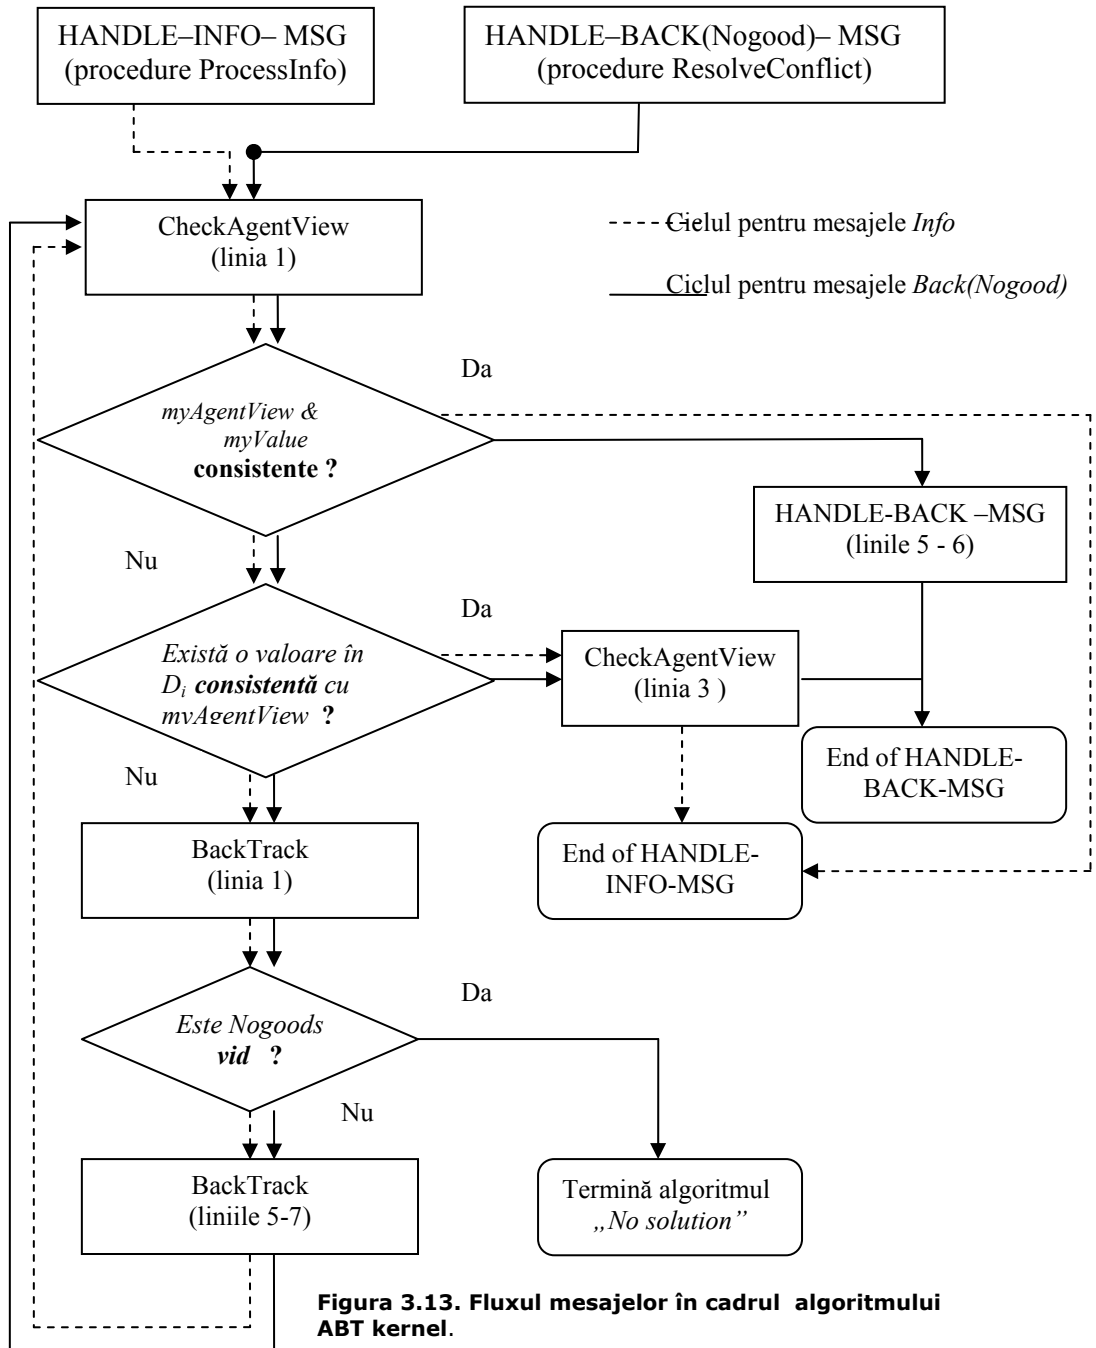 HANDLE–INFO– MSG
(procedure ProcessInfo)
HANDLE–BACK(Nogood)– MSG
(procedure ResolveConflict)
CheckAgentView
(linia 1)
Ciclul pentru mesajele Info
Ciclul pentru mesajele Back(Nogood)
Da
myAgentView &
myValue
consistente ?
HANDLE-BACK –MSG
(linile 5 - 6)
Nu
Da
Există o valoare în
Di consistentă cu
myAgentView ?
CheckAgentView
(linia 3 )
End of HANDLE-
BACK-MSG
Nu
BackTrack
(linia 1)
End of HANDLE-
INFO-MSG
Da
Este Nogoods
vid ?
Nu
BackTrack
(liniile 5-7)
Termină algoritmul
„No solution”
Figura 3.13. Fluxul mesajelor în cadrul algoritmului
ABT kernel.